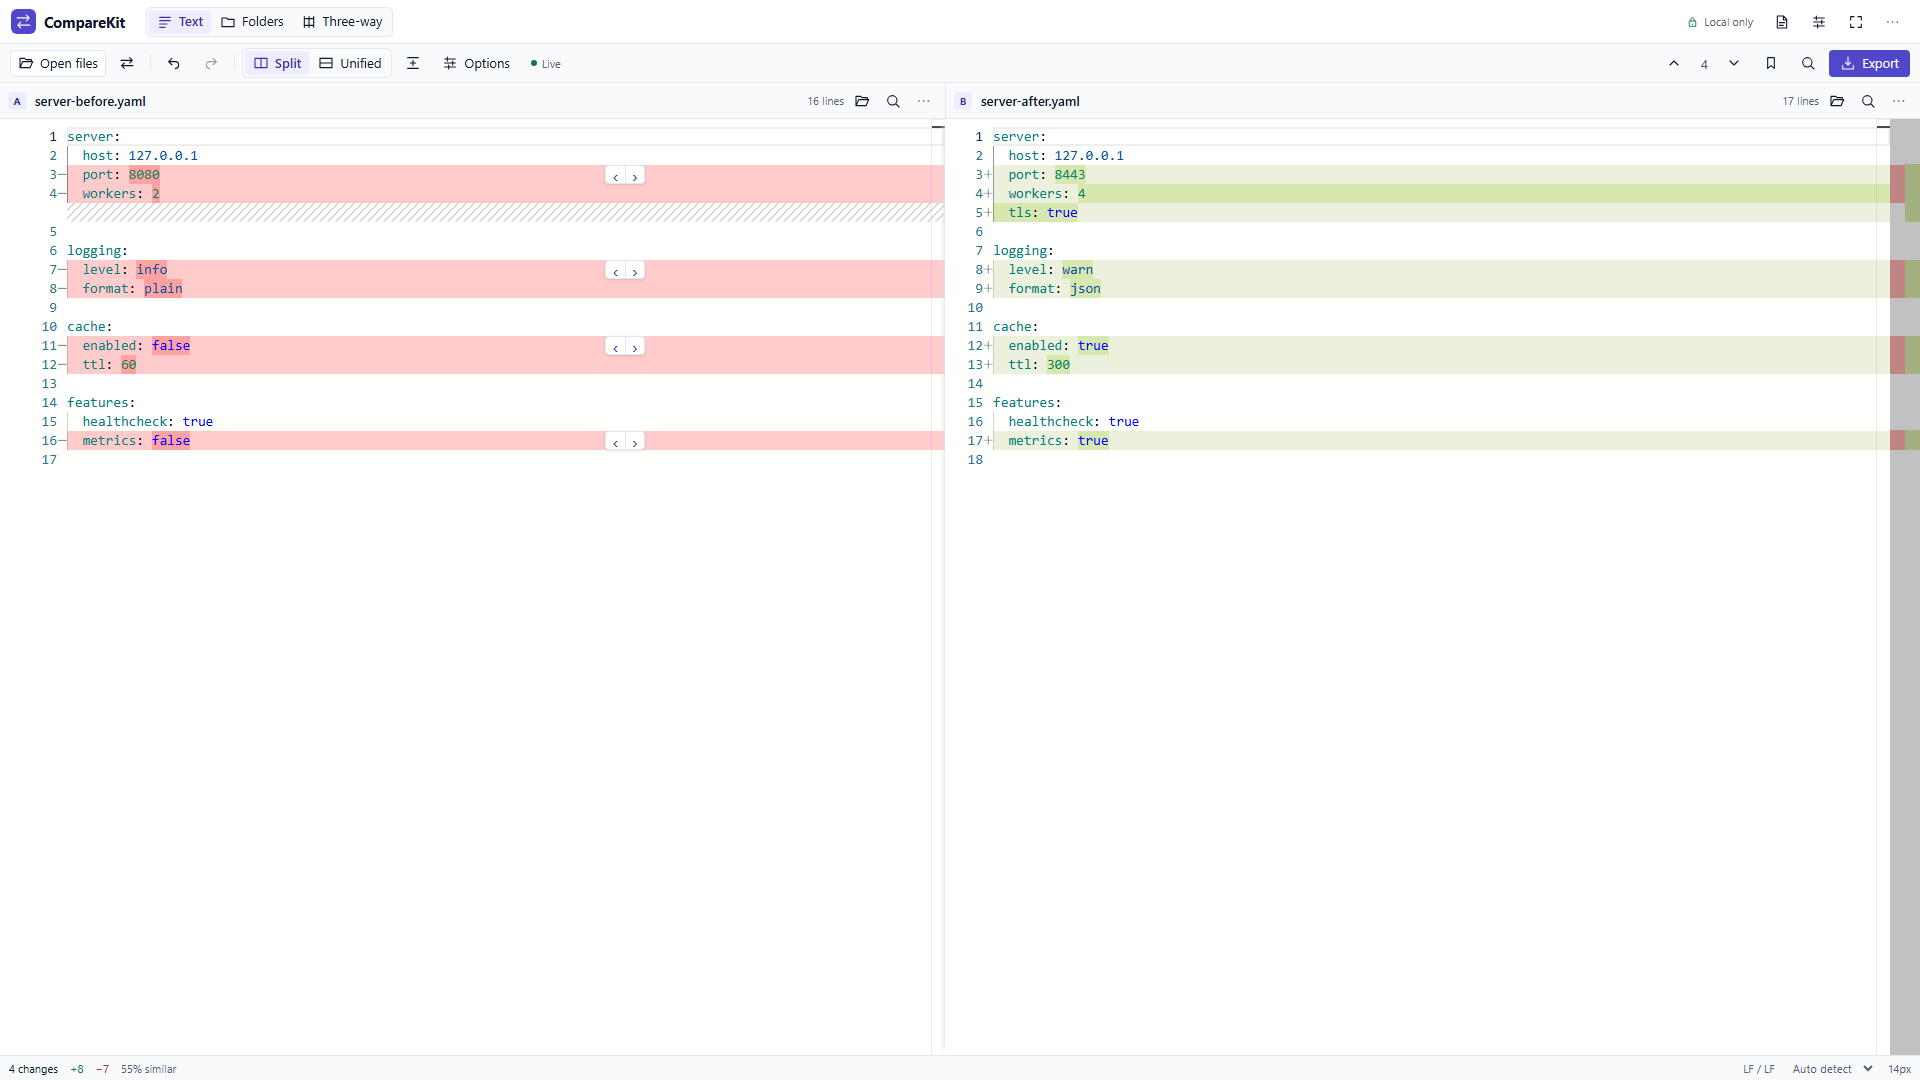 CompareKit Text Folders Three-way Local only
Open files Split Unified Options Live 4 Export
A server-before.yaml 16 lines
1 server:
2 host: 127.0.0.1
3− port: 8080
4− workers: 2
5
6 logging:
7− level: info
8− format: plain
9
10 cache:
11− enabled: false
12− ttl: 60
13
14 features:
15 healthcheck: true
16− metrics: false
17
B server-after.yaml 17 lines
1 server:
2 host: 127.0.0.1
3+ port: 8443
4+ workers: 4
5+ tls: true
6
7 logging:
8+ level: warn
9+ format: json
10
11 cache:
12+ enabled: true
13+ ttl: 300
14
15 features:
16 healthcheck: true
17+ metrics: true
18
4 changes +8 −7 55% similar LF / LF Auto detect 14px